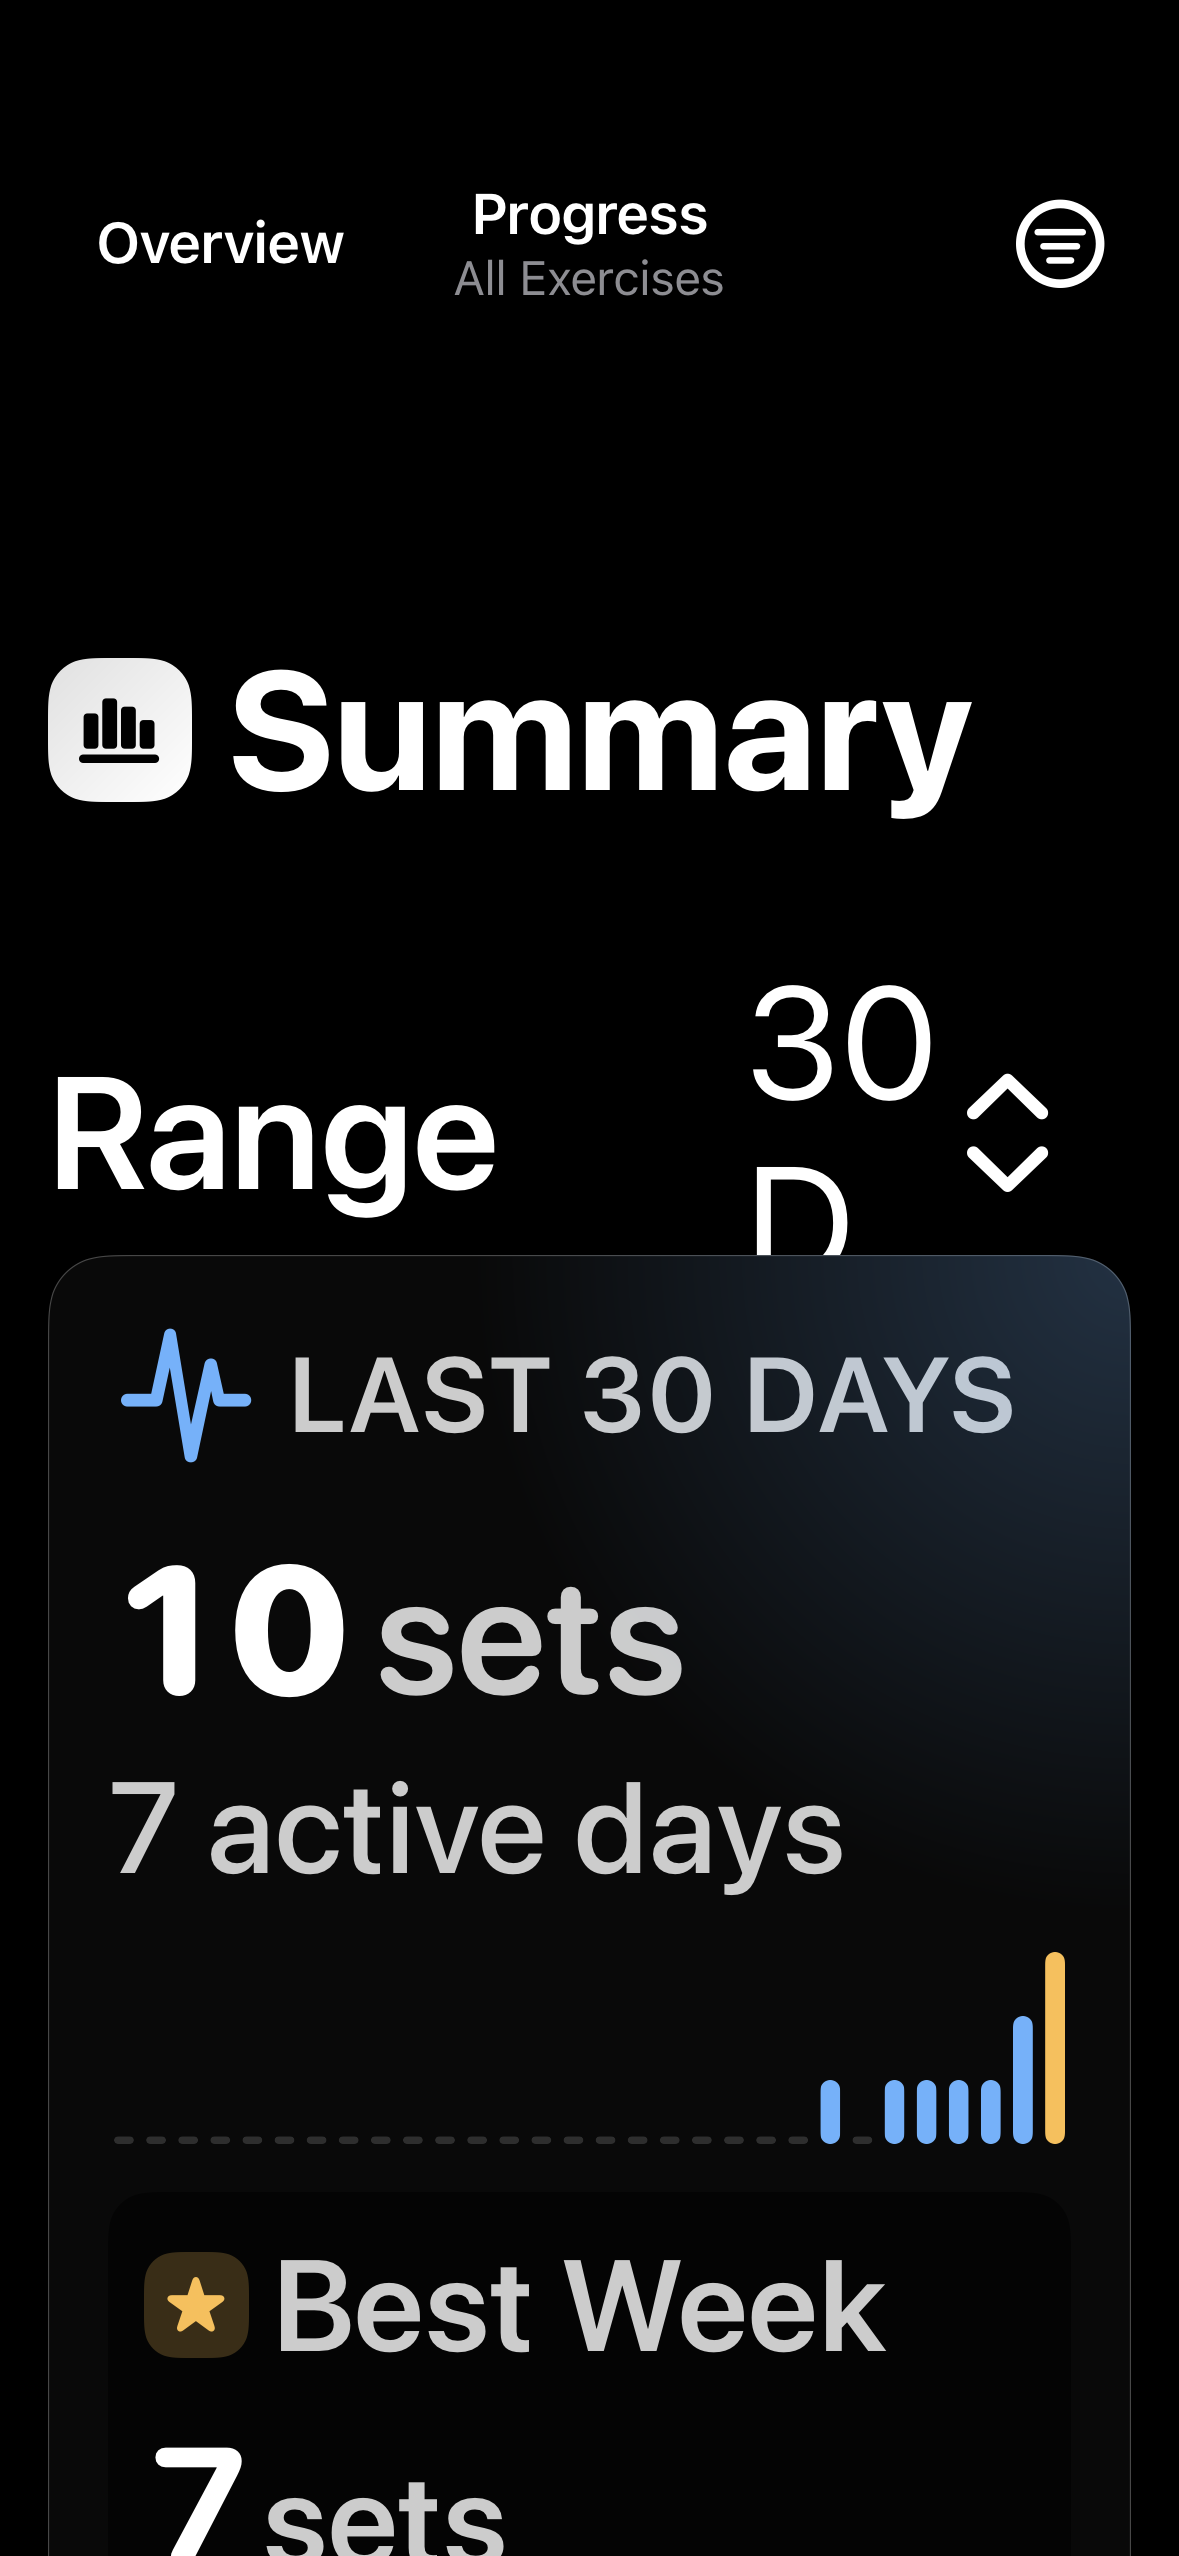 Overview
Progress
All Exercises
Summary
Range
30
D
LAST 30 DAYS
10 sets
7 active days
Best Week
7 sets